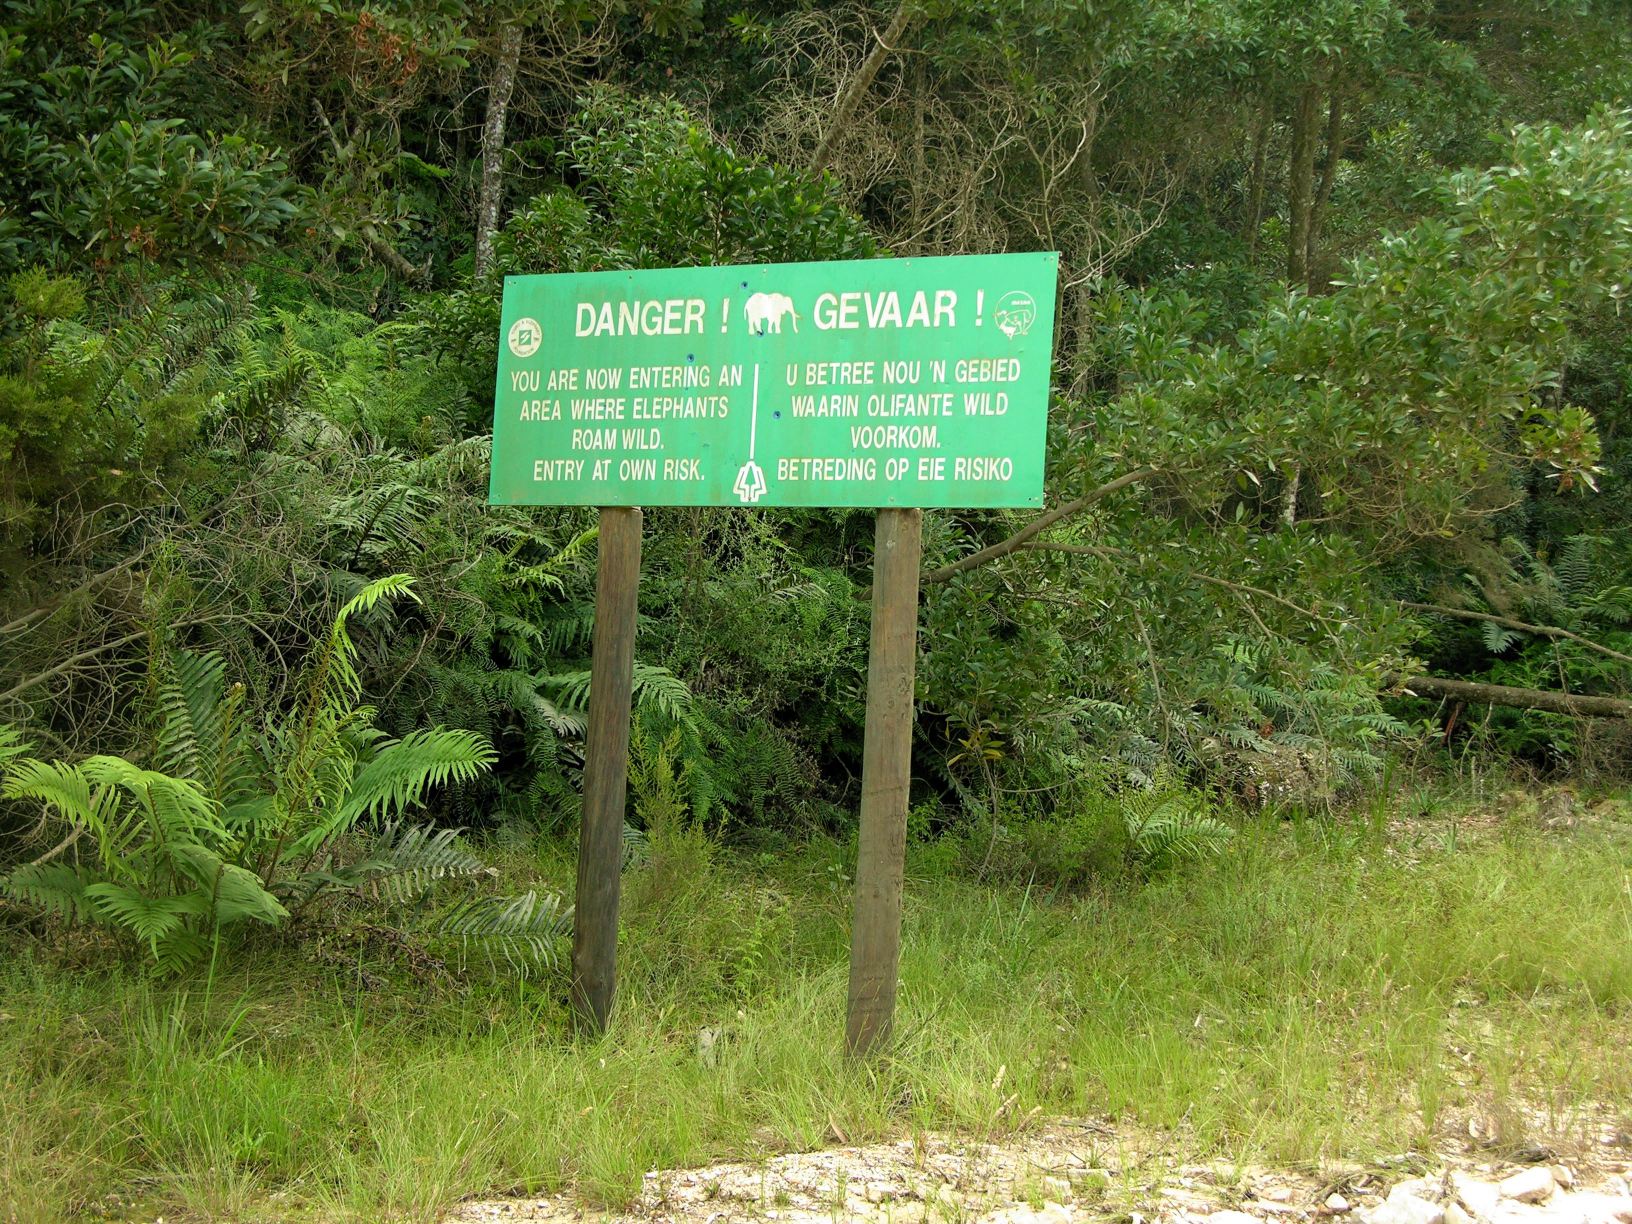 DANGER ! GEVAAR !
YOU ARE NOW ENTERING AN
AREA WHERE ELEPHANTS
ROAM WILD.
ENTRY AT OWN RISK.
U BETREE NOU 'N GEBIED
WAARIN OLIFANTE WILD
VOORKOM.
BETREDING OP EIE RISIKO